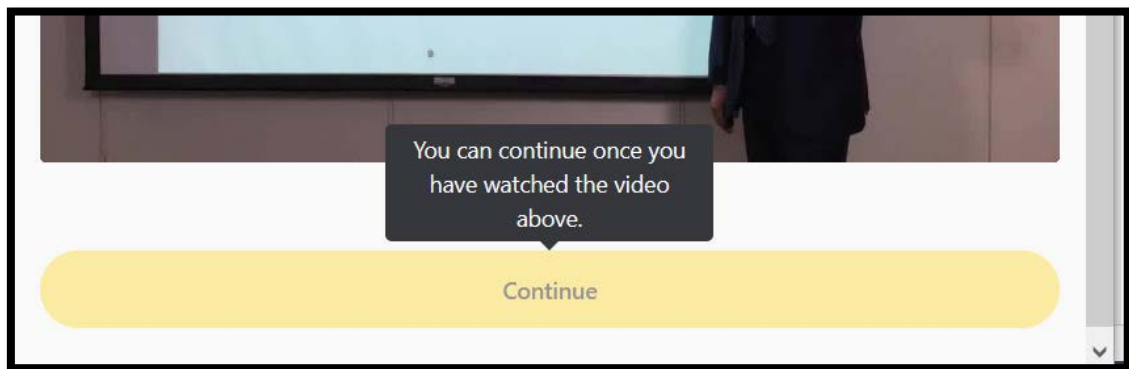 You can continue once you
have watched the video
above.
Continue